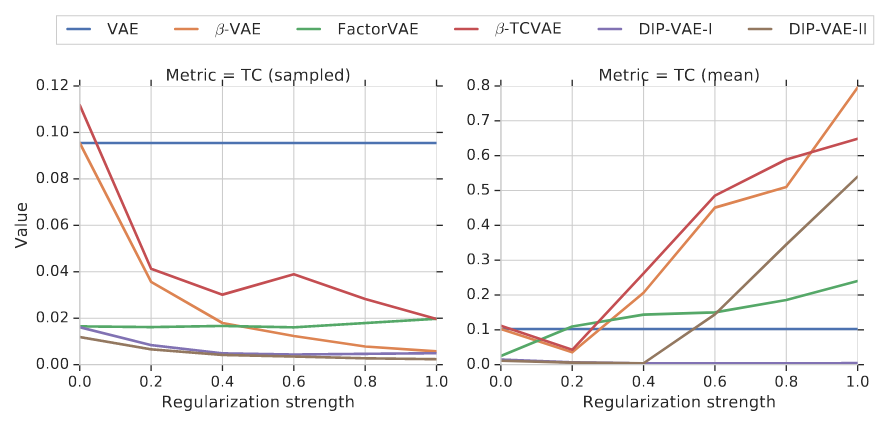 VAE β-VAE FactorVAE β-TCVAE DIP-VAE-I DIP-VAE-II
Metric = TC (sampled)
0.12
0.10
0.08
0.06
0.04
0.02
0.00
Value
0.0 0.2 0.4 0.6 0.8 1.0
Regularization strength
Metric = TC (mean)
0.8
0.7
0.6
0.5
0.4
0.3
0.2
0.1
0.0
0.0 0.2 0.4 0.6 0.8 1.0
Regularization strength